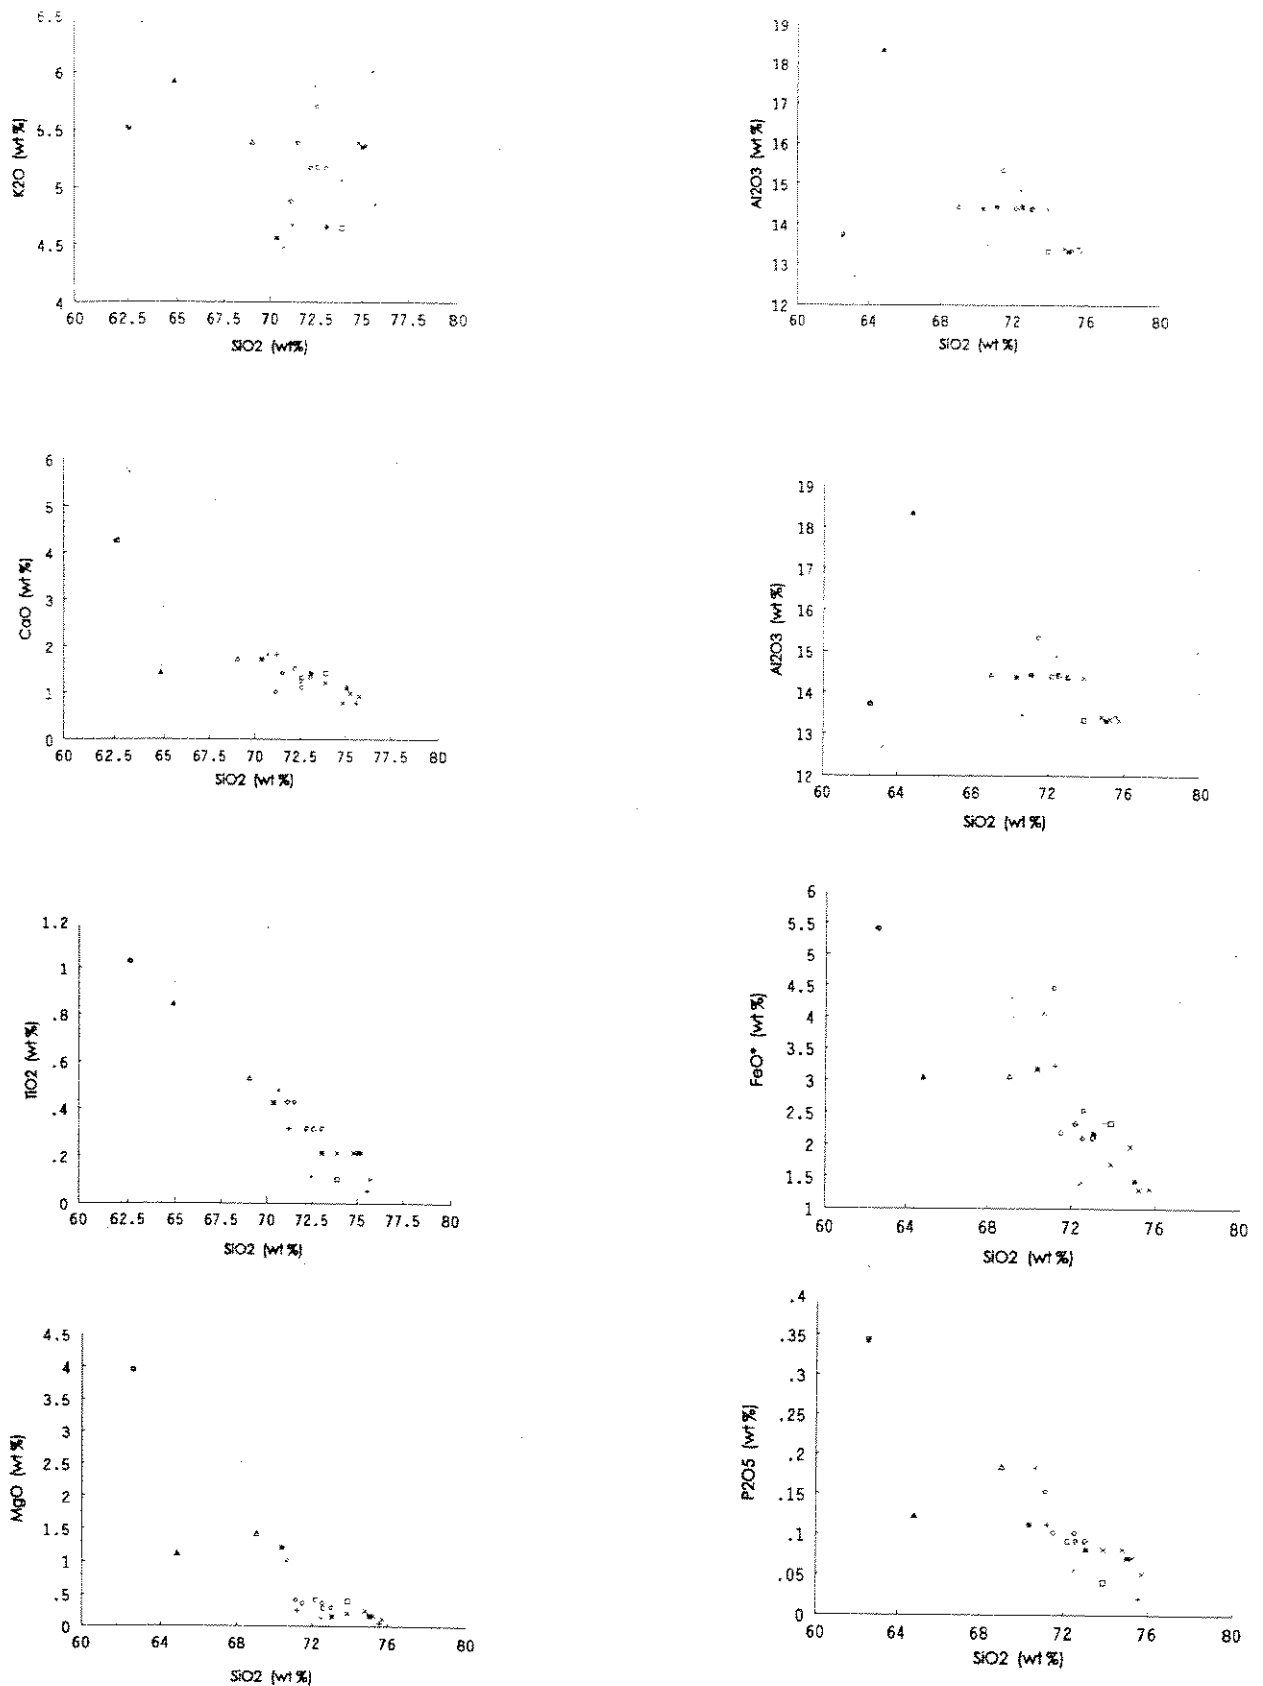 6.5
6
5.5
5
4.5
4
K2O (wt%)
60 62.5 65 67.5 70 72.5 75 77.5 80
SiO2 (wt%)
19
18
17
16
15
14
13
12
Al2O3 (wt%)
60 64 68 72 76 80
SiO2 (wt%)
6
5
4
3
2
1
0
CaO (wt%)
60 62.5 65 67.5 70 72.5 75 77.5 80
SiO2 (wt%)
19
18
17
16
15
14
13
12
Al2O3 (wt%)
60 64 68 72 76 80
SiO2 (wt%)
1.2
1
.8
.6
.4
.2
0
TiO2 (wt%)
60 62.5 65 67.5 70 72.5 75 77.5 80
SiO2 (wt%)
6
5.5
5
4.5
4
3.5
3
2.5
2
1.5
1
FeO* (wt%)
60 64 68 72 76 80
SiO2 (wt%)
4.5
4
3.5
3
2.5
2
1.5
1
.5
0
MgO (wt%)
60 64 68 72 76 80
SiO2 (wt%)
.4
.35
.3
.25
.2
.15
.1
.05
0
P2O5 (wt%)
60 64 68 72 76 80
SiO2 (wt%)